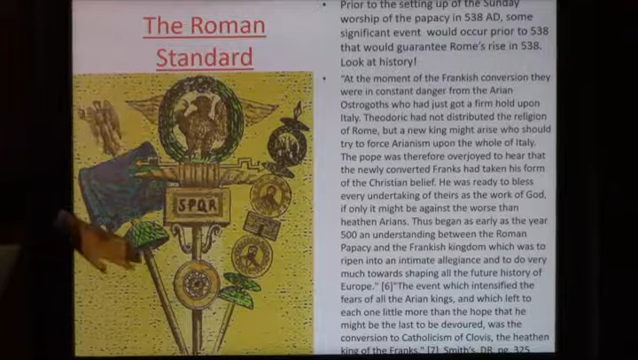 The Roman
Standard
SPQR
Prior to the setting up of the Sunday
worship of the papacy in 538 AD, some
significant event would occur prior to 538
that would guarantee Rome's rise in 538.
Look at history!
"At the moment of the Frankish conversion they
were in constant danger from the Arian
Ostrogoths who had just got a firm hold upon
Italy. Theodoric had not distributed the religion
of Rome, but a new king might arise who should
try to force Arianism upon the whole of Italy.
The pope was therefore overjoyed to hear that
the newly converted Franks had taken his form
of the Christian belief. He was ready to bless
every undertaking of theirs as the work of God,
if only it might be against the worse than
heathen Arians. Thus began as early as the year
500 an understanding between the Roman
Papacy and the Frankish kingdom which was to
ripen into an intimate allegiance and to do very
much towards shaping all the future history of
Europe." [6]"The event which intensified the
fears of all the Arian kings, and which left to
each one little more than the hope that he
might be the last to be devoured, was the
conversion to Catholicism of Clovis, the heathen
king of the Franks." [7] Smith's, DR, pg. 325